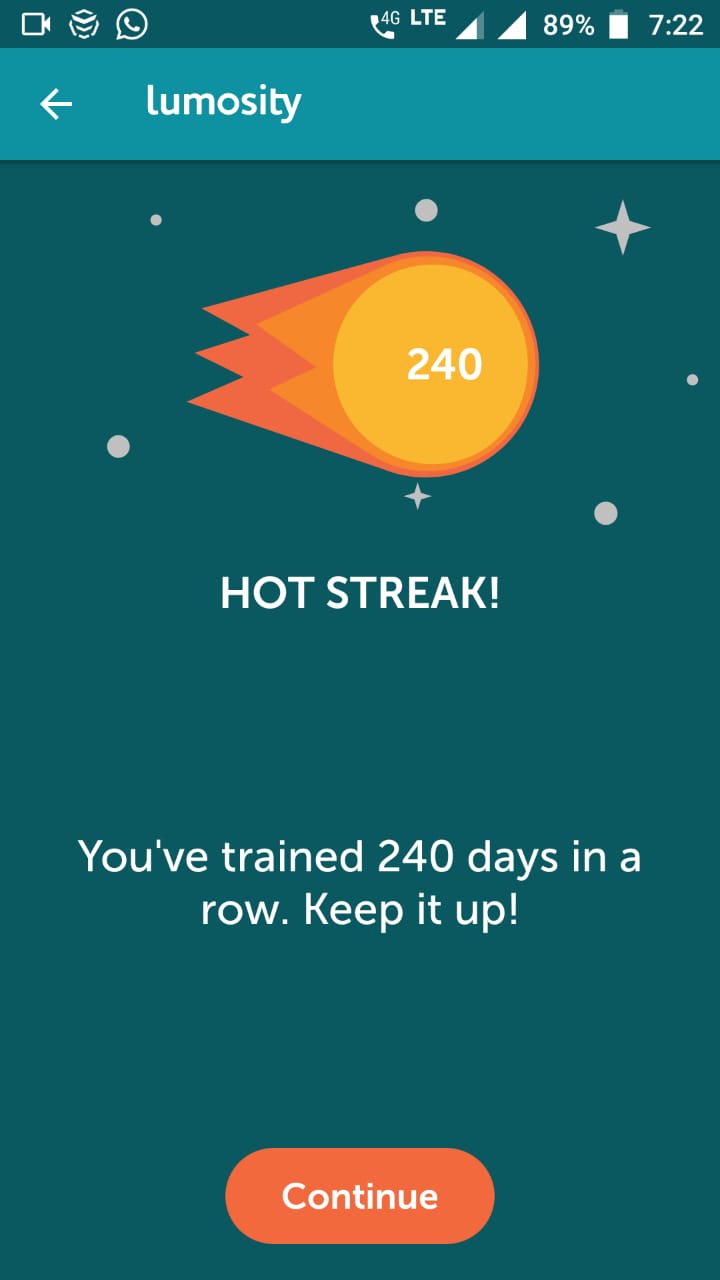 4G LTE 89% 7:22
lumosity
240
HOT STREAK!
You've trained 240 days in a
row. Keep it up!
Continue